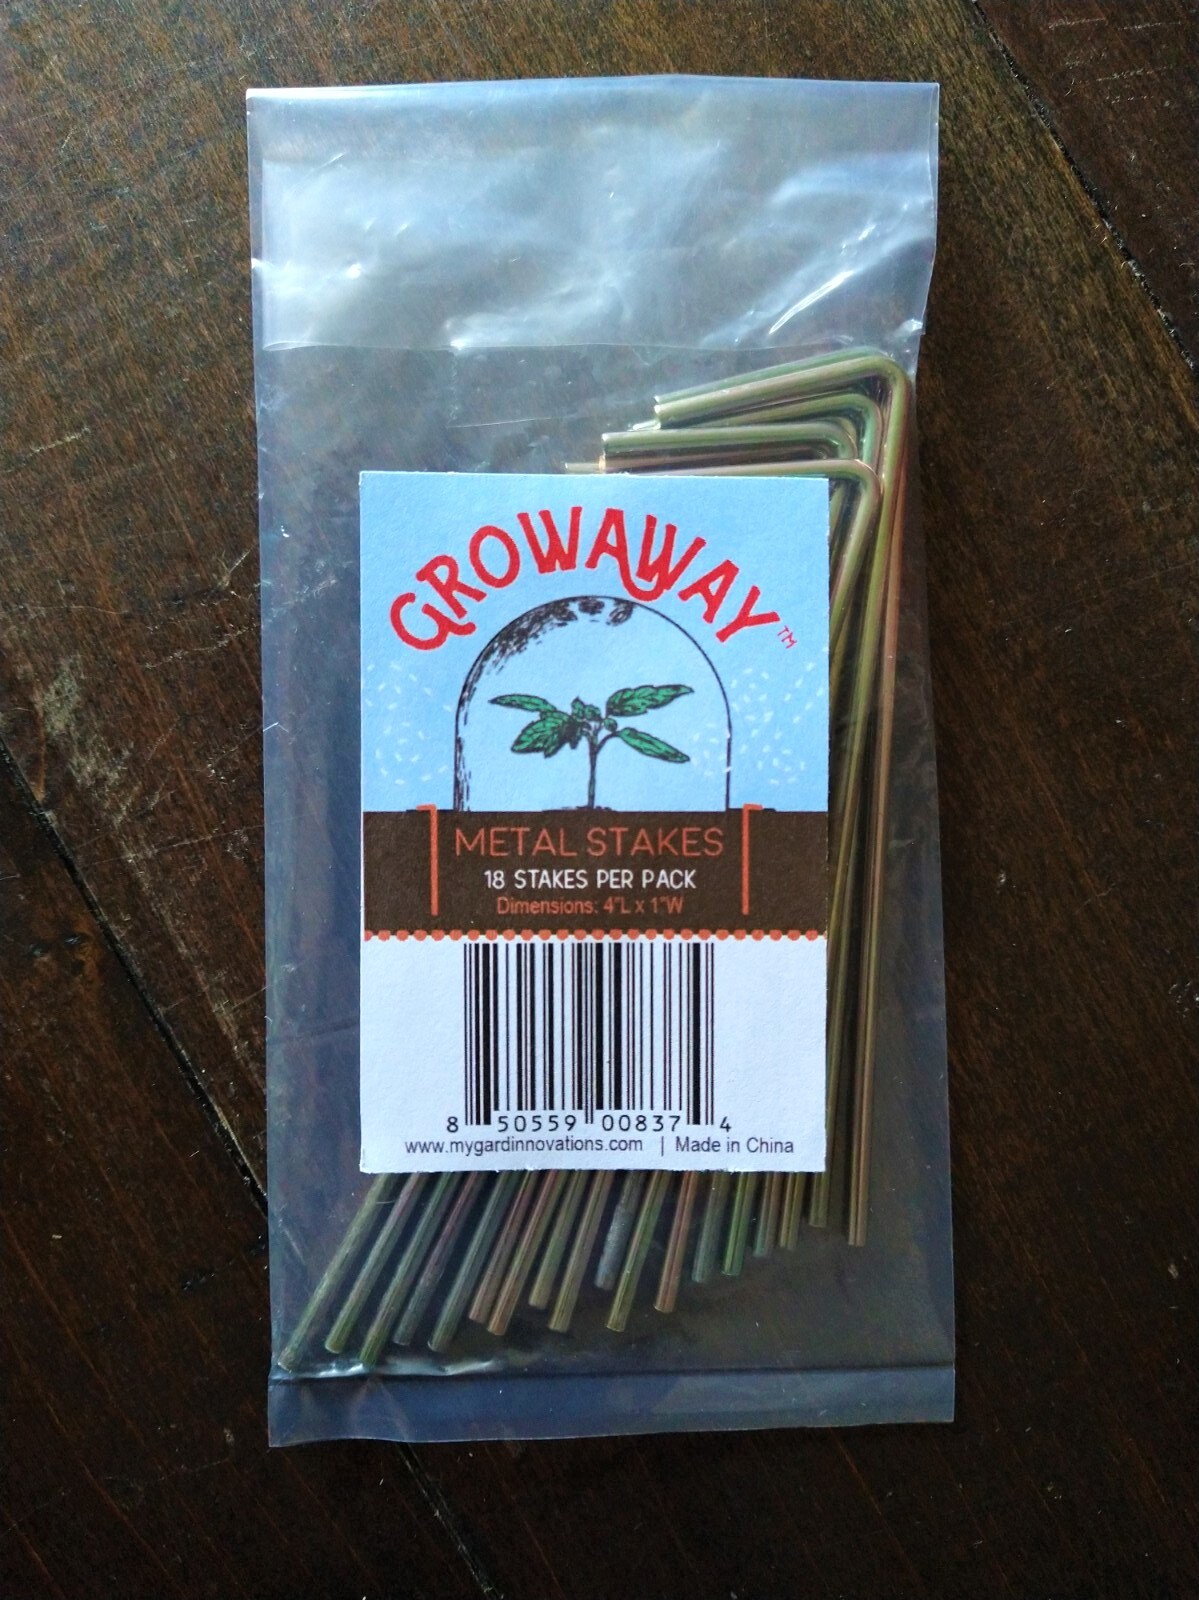 GROWAWAY™
METAL STAKES
18 STAKES PER PACK
Dimensions: 4"L x 1"W
8 50559 00837 4
www.mygardinnovations.com | Made in China